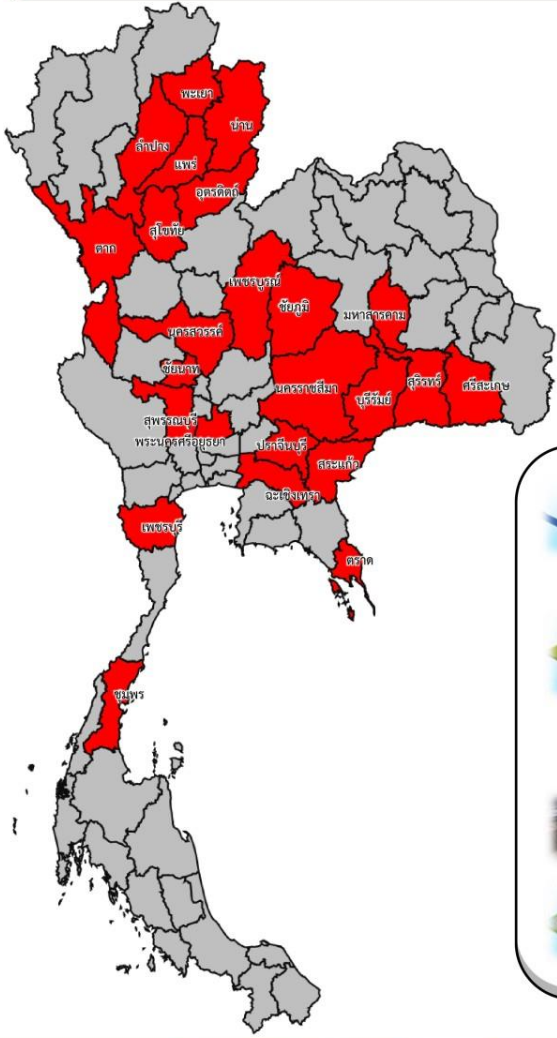 พะเยา
น่าน
ลำปาง
แพร่
อุตรดิตถ์
สุโขทัย
ตาก
เพชรบูรณ์
ชัยภูมิ
มหาสารคาม
นครสวรรค์
ชัยนาท
นครราชสีมา
บุรีรัมย์
สุริทร์
ศรีสะเกษ
สุพรรณบุรี
พระนครศรีอยุธยา
ปราจีนบุรี
สระแก้ว
ฉะเชิงเทรา
เพชรบุรี
ตราด
ชุมพร